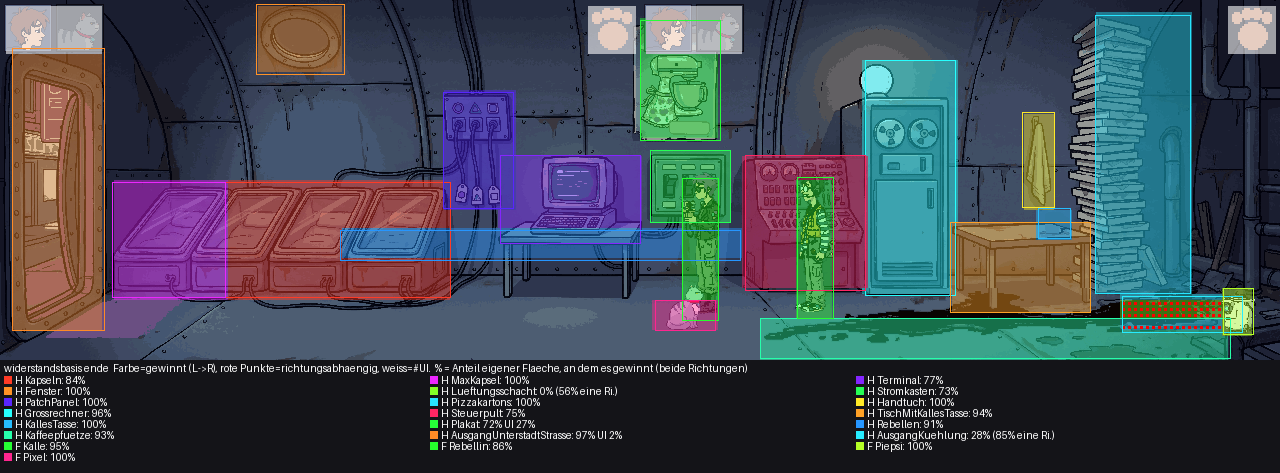 widerstandsbasis ende  Farbe=gewinnt (L->R), rote Punkte=richtungsabhaengig, weiss=#UI. % = Anteil eigener Flaeche, an dem es gewinnt (beide Richtungen)
H Kapseln: 84%
H MaxKapsel: 100%
H Terminal: 77%
H Fenster: 100%
H Lueftungsschacht: 0% (56% eine Ri.)
H Stromkasten: 73%
H PatchPanel: 100%
H Pizzakartons: 100%
H Handtuch: 100%
H Grossrechner: 96%
H Steuerpult: 75%
H TischMitKallesTasse: 94%
H KallesTasse: 100%
H Plakat: 72% UI 27%
H Rebellen: 91%
H Kaffeepfuetze: 93%
H AusgangUnterstadtStrasse: 97% UI 2%
H AusgangKuehlung: 28% (85% eine Ri.)
F Kalle: 95%
F Rebellin: 86%
F Piepsi: 100%
F Pixel: 100%